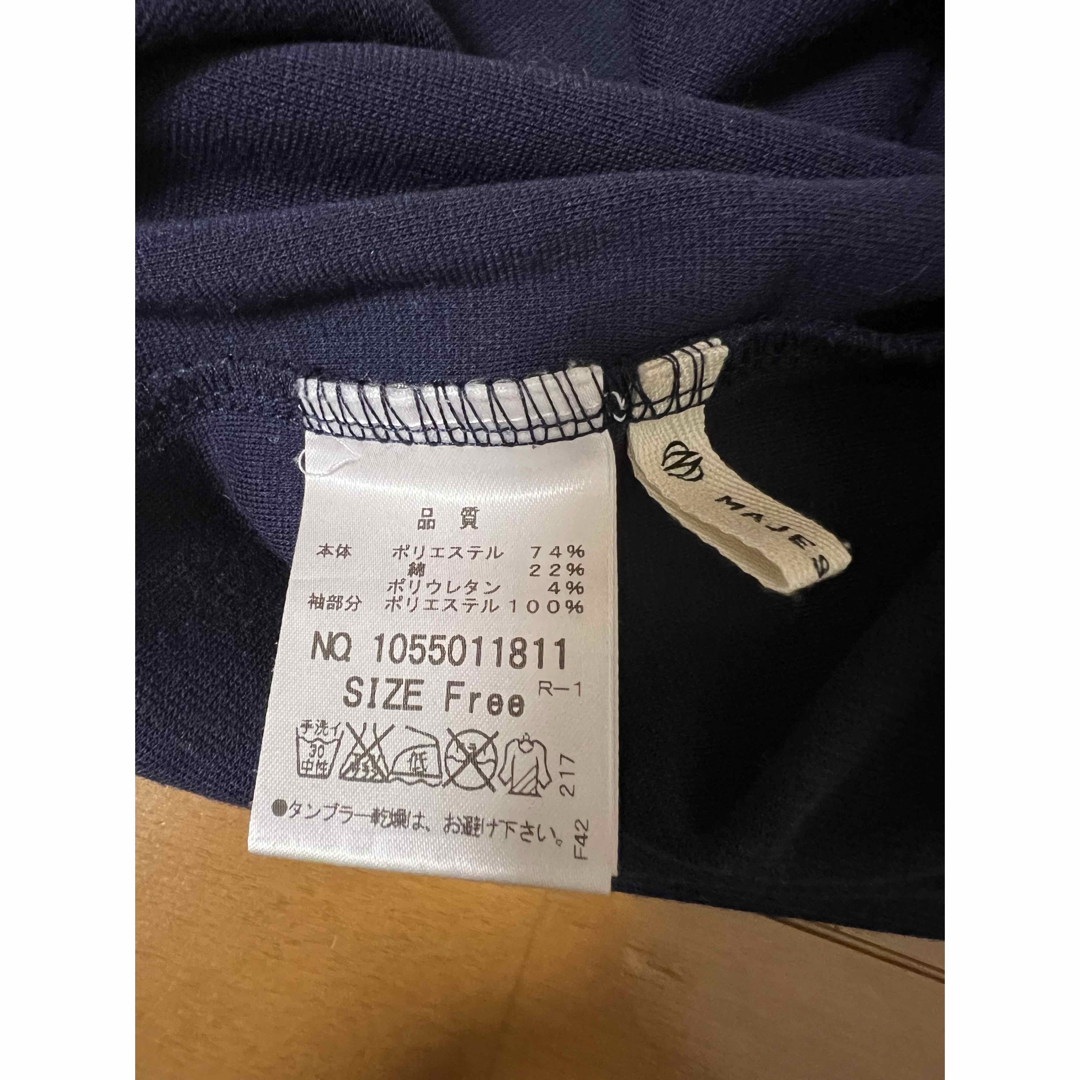 品 質
本体 ポリエステル 74%
綿 22%
ポリウレタン 4%
袖部分 ポリエステル 100%
NO. 1055011811
SIZE Free R-1
手洗イ
30
中性
低
●タンブラー乾燥は、お避け下さい。
217
F42
MAJES